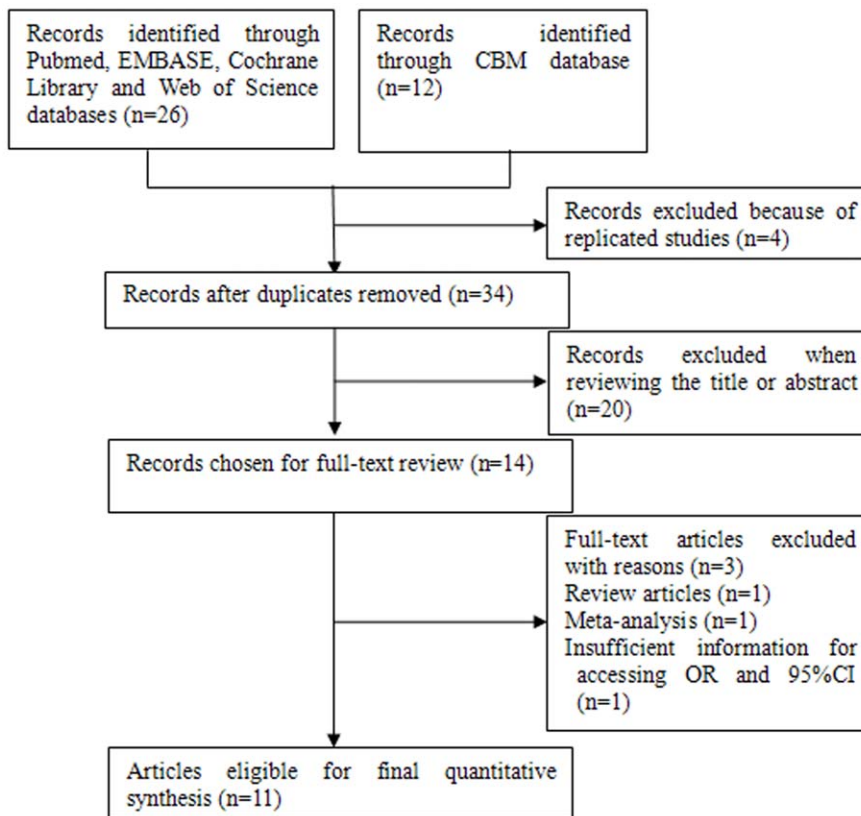 Records identified through
Pubmed, EMBASE, Cochrane
Library and Web of Science
databases (n=26)
Records identified
through CBM database
(n=12)
Records excluded because of
replicated studies (n=4)
Records after duplicates removed (n=34)
Records excluded when
reviewing the title or abstract
(n=20)
Records chosen for full-text review (n=14)
Full-text articles excluded
with reasons (n=3)
Review articles (n=1)
Meta-analysis (n=1)
Insufficient information for
accessing OR and 95%CI
(n=1)
Articles eligible for final quantitative
synthesis (n=11)